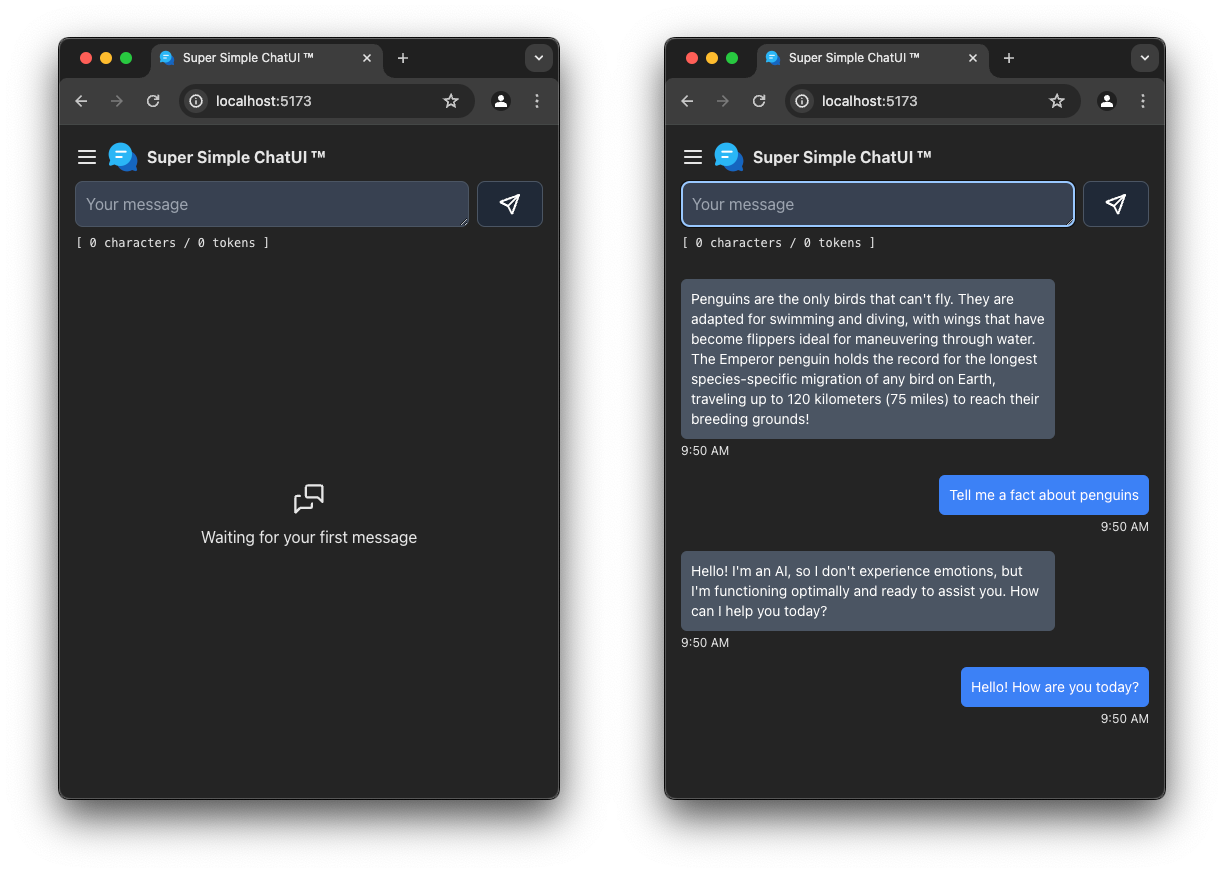 Super Simple ChatUI ™
localhost:5173
Super Simple ChatUI ™
Your message
[ 0 characters / 0 tokens ]
Waiting for your first message
Super Simple ChatUI ™
localhost:5173
Super Simple ChatUI ™
Your message
[ 0 characters / 0 tokens ]
Penguins are the only birds that can't fly. They are
adapted for swimming and diving, with wings that have
become flippers ideal for maneuvering through water.
The Emperor penguin holds the record for the longest
species-specific migration of any bird on Earth,
traveling up to 120 kilometers (75 miles) to reach their
breeding grounds!
9:50 AM
Tell me a fact about penguins
9:50 AM
Hello! I'm an AI, so I don't experience emotions, but
I'm functioning optimally and ready to assist you. How
can I help you today?
9:50 AM
Hello! How are you today?
9:50 AM